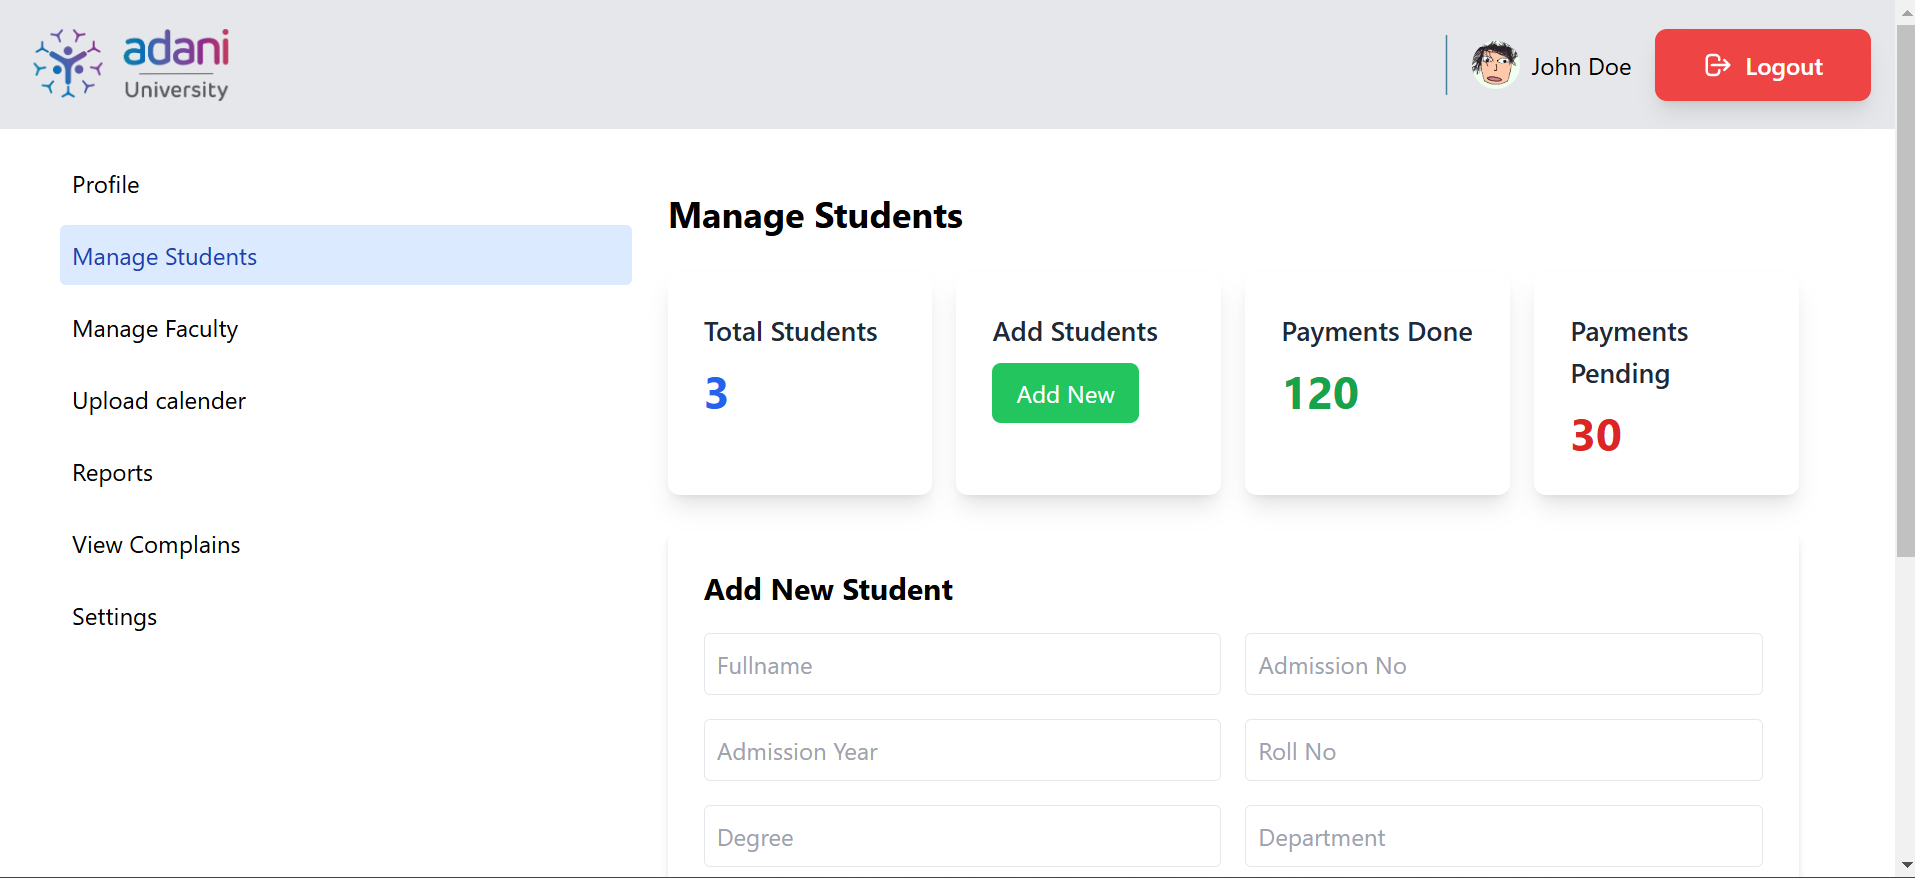 adani
University
John Doe
Logout
Profile
Manage Students
Manage Faculty
Upload calender
Reports
View Complains
Settings
Manage Students
Total Students
3
Add Students
Add New
Payments Done
120
Payments
Pending
30
Add New Student
Fullname
Admission No
Admission Year
Roll No
Degree
Department